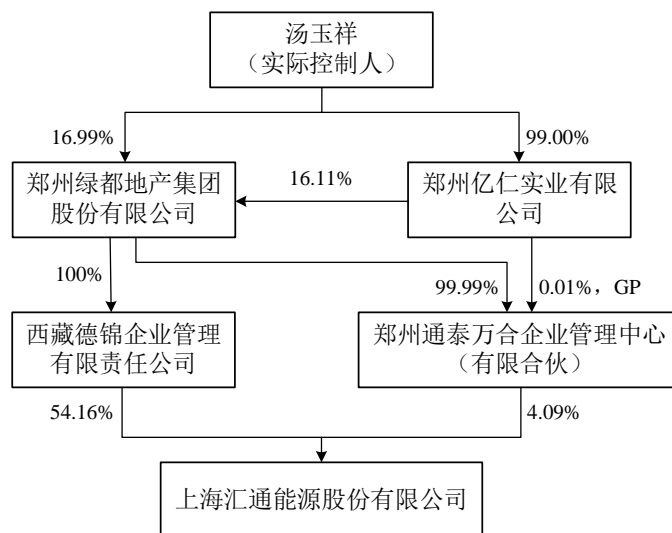 汤玉祥
（实际控制人）
16.99%
99.00%
郑州绿都地产集团
股份有限公司
16.11%
郑州亿仁实业有限
公司
100%
99.99%
0.01%，GP
西藏德锦企业管理
有限责任公司
郑州通泰万合企业管理中心
（有限合伙）
54.16%
4.09%
上海汇通能源股份有限公司